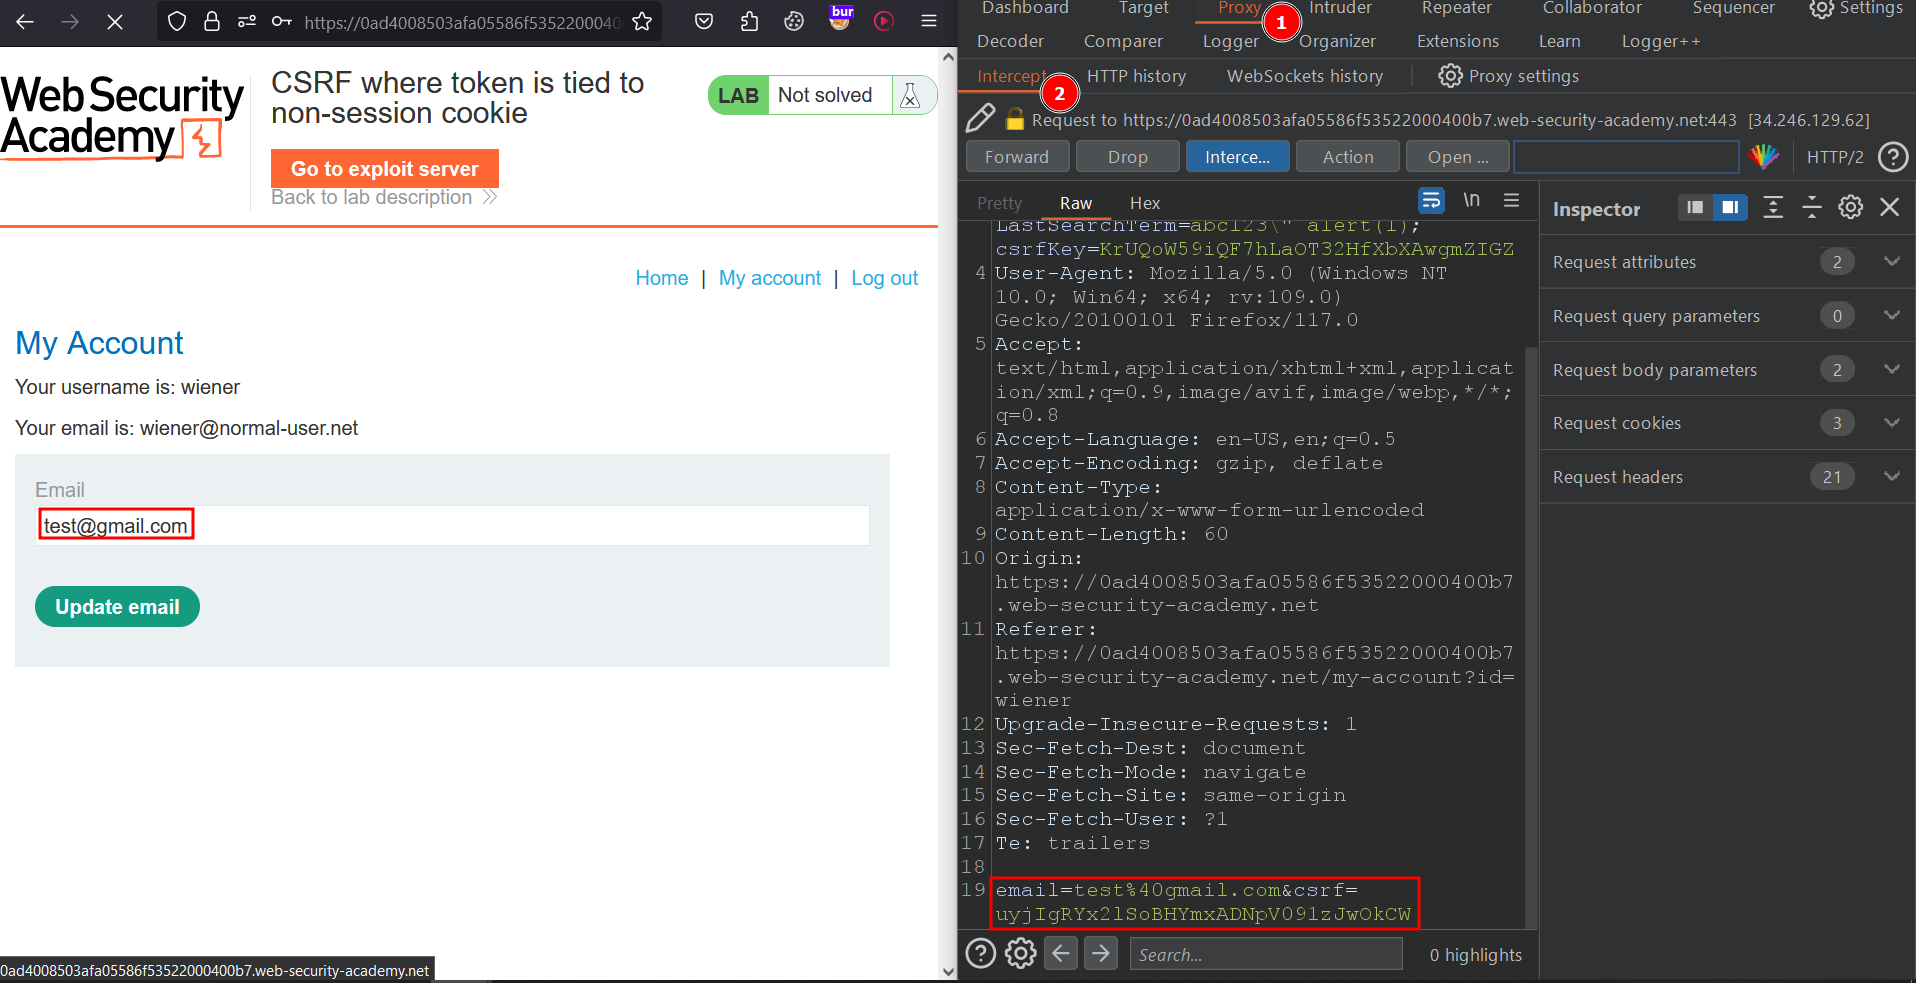 https://0ad4008503afa05586f535220004000
bur
Web Security
Academy
CSRF where token is tied to
non-session cookie
LAB Not solved
Go to exploit server
Back to lab description
Home | My account | Log out
My Account
Your username is: wiener
Your email is: wiener@normal-user.net
Email
test@gmail.com
Update email
0ad4008503afa05586f53522000400b7.web-security-academy.net
Dashboard Target Proxy Intruder Repeater Collaborator Sequencer Settings
1
Decoder Comparer Logger Organizer Extensions Learn Logger++
Intercept HTTP history WebSockets history Proxy settings
2
Request to https://0ad4008503afa05586f53522000400b7.web-security-academy.net:443 [34.246.129.62]
Forward Drop Interce... Action Open ... HTTP/2
Pretty Raw Hex \n
LastSearchTerm=abc123\" alert(1);
csrfKey=KrUQoW59iQF7hLaOT32HfXbXAwgmZIGZ
4 User-Agent: Mozilla/5.0 (Windows NT
10.0; Win64; x64; rv:109.0)
Gecko/20100101 Firefox/117.0
5 Accept:
text/html,application/xhtml+xml,applicat
ion/xml;q=0.9,image/avif,image/webp,*/*;
q=0.8
6 Accept-Language: en-US,en;q=0.5
7 Accept-Encoding: gzip, deflate
8 Content-Type:
application/x-www-form-urlencoded
9 Content-Length: 60
10 Origin:
https://0ad4008503afa05586f53522000400b7
.web-security-academy.net
11 Referer:
https://0ad4008503afa05586f53522000400b7
.web-security-academy.net/my-account?id=
wiener
12 Upgrade-Insecure-Requests: 1
13 Sec-Fetch-Dest: document
14 Sec-Fetch-Mode: navigate
15 Sec-Fetch-Site: same-origin
16 Sec-Fetch-User: ?1
17 Te: trailers
18
19 email=test%40gmail.com&csrf=
uyjIgRYx2lSoBHYmxADNpV091zJwOkCW
Search... 0 highlights
Inspector
Request attributes 2
Request query parameters 0
Request body parameters 2
Request cookies 3
Request headers 21